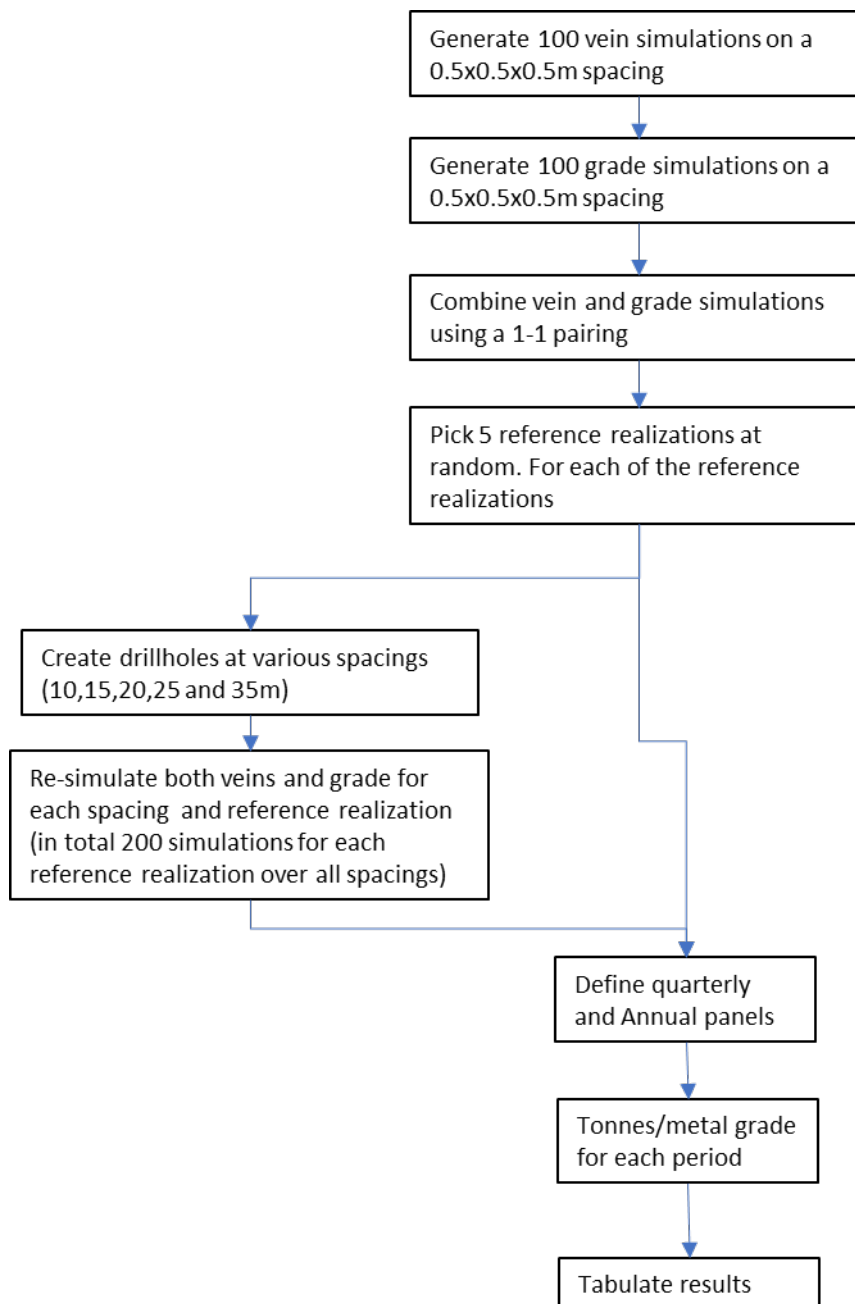 Generate 100 vein simulations on a
0.5x0.5x0.5m spacing
Generate 100 grade simulations on a
0.5x0.5x0.5m spacing
Combine vein and grade simulations
using a 1-1 pairing
Pick 5 reference realizations at
random. For each of the reference
realizations
Create drillholes at various spacings
(10,15,20,25 and 35m)
Re-simulate both veins and grade for
each spacing and reference realization
(in total 200 simulations for each
reference realization over all spacings)
Define quarterly
and Annual panels
Tonnes/metal grade
for each period
Tabulate results